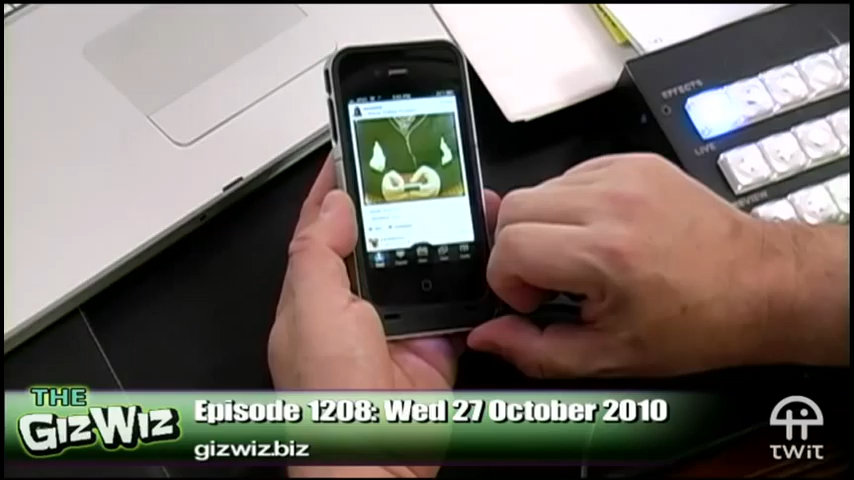 EFFECTS
LIVE
THE
GIZWIZ
Episode 1208: Wed 27 October 2010
gizwiz.biz
TWiT